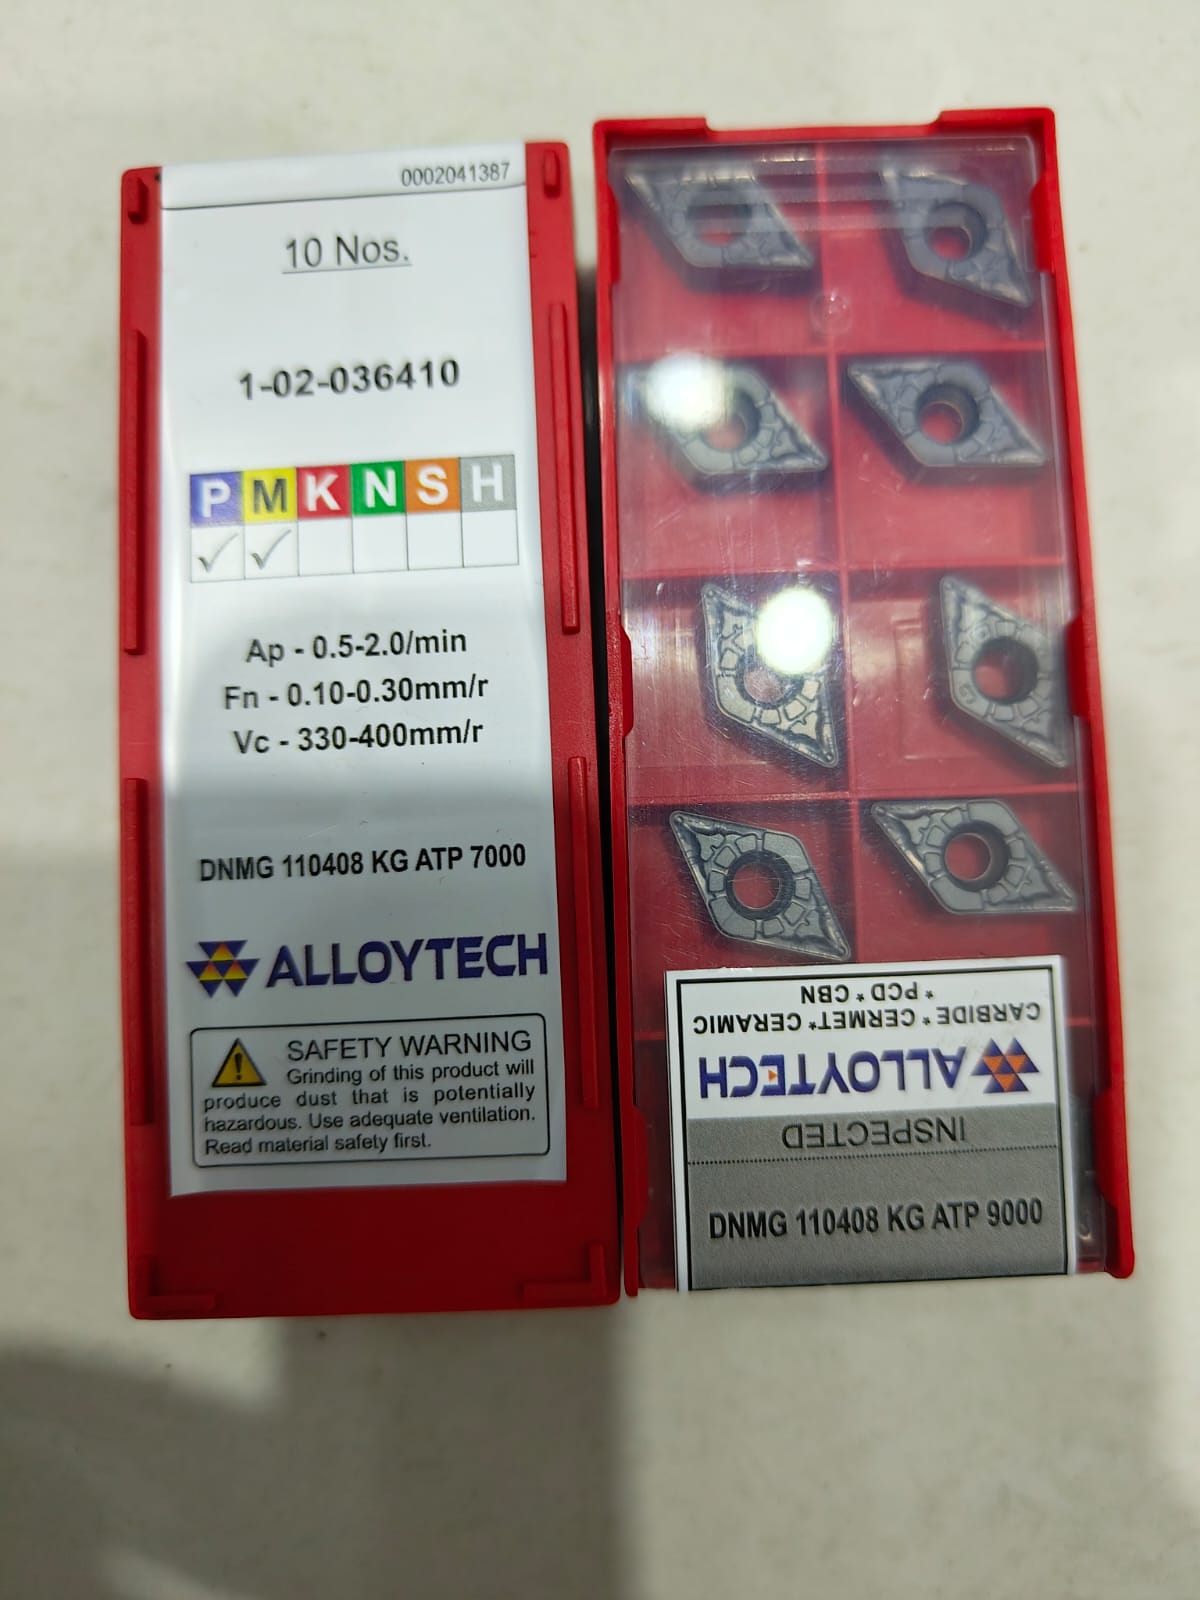 0002041387
10 Nos.
1-02-036410
P M K N S H
✓ ✓
Ap - 0.5-2.0/min
Fn - 0.10-0.30mm/r
Vc - 330-400mm/r
DNMG 110408 KG ATP 7000
ALLOYTECH
SAFETY WARNING
Grinding of this product will
produce dust that is potentially
hazardous. Use adequate ventilation.
Read material safety first.
CARBIDE* CERMET* CERAMIC
* PCD * CBN
ALLOYTECH
INSPECTED
DNMG 110408 KG ATP 9000